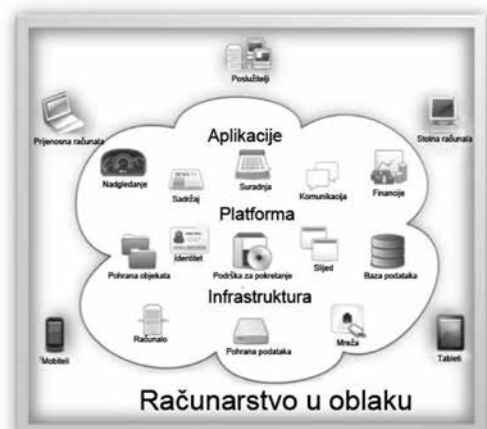 Poslužitelji
Prijenosna računala
Stolna računala
Aplikacije
Nadgledanje
Sadržaj
Suradnja
Komunikacija
Financije
Platforma
Pohrana objekata
Identitet
Podrška za pokretanje
Slijed
Baza podataka
Infrastruktura
Računalo
Pohrana podataka
Mreža
Mobiteli
Tableti
Računarstvo u oblaku